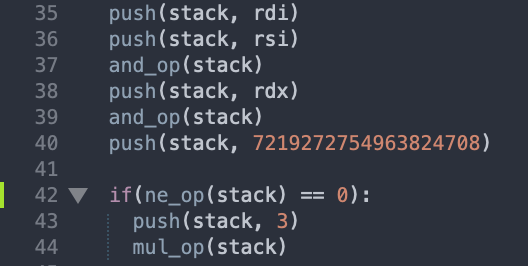 35 push(stack, rdi)
36 push(stack, rsi)
37 and_op(stack)
38 push(stack, rdx)
39 and_op(stack)
40 push(stack, 7219272754963824708)
41
42 if(ne_op(stack) == 0):
43 push(stack, 3)
44 mul_op(stack)